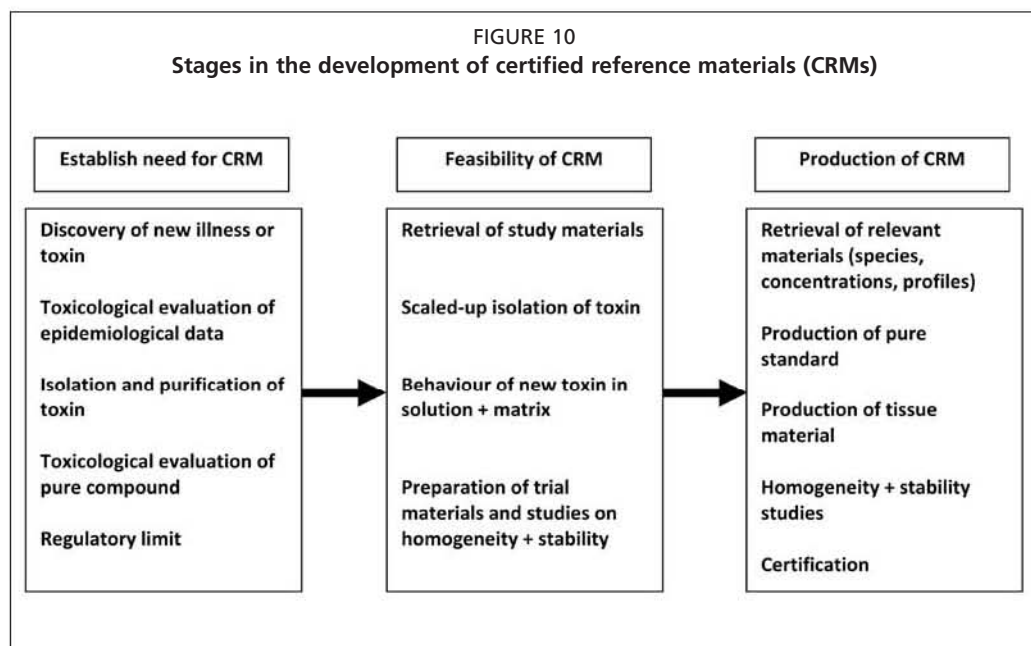 FIGURE 10
Stages in the development of certified reference materials (CRMs)
Establish need for CRM
Discovery of new illness or
toxin
Toxicological evaluation of
epidemiological data
Isolation and purification of
toxin
Toxicological evaluation of
pure compound
Regulatory limit
Feasibility of CRM
Retrieval of study materials
Scaled-up isolation of toxin
Behaviour of new toxin in
solution + matrix
Preparation of trial
materials and studies on
homogeneity + stability
Production of CRM
Retrieval of relevant
materials (species,
concentrations, profiles)
Production of pure
standard
Production of tissue
material
Homogeneity + stability
studies
Certification